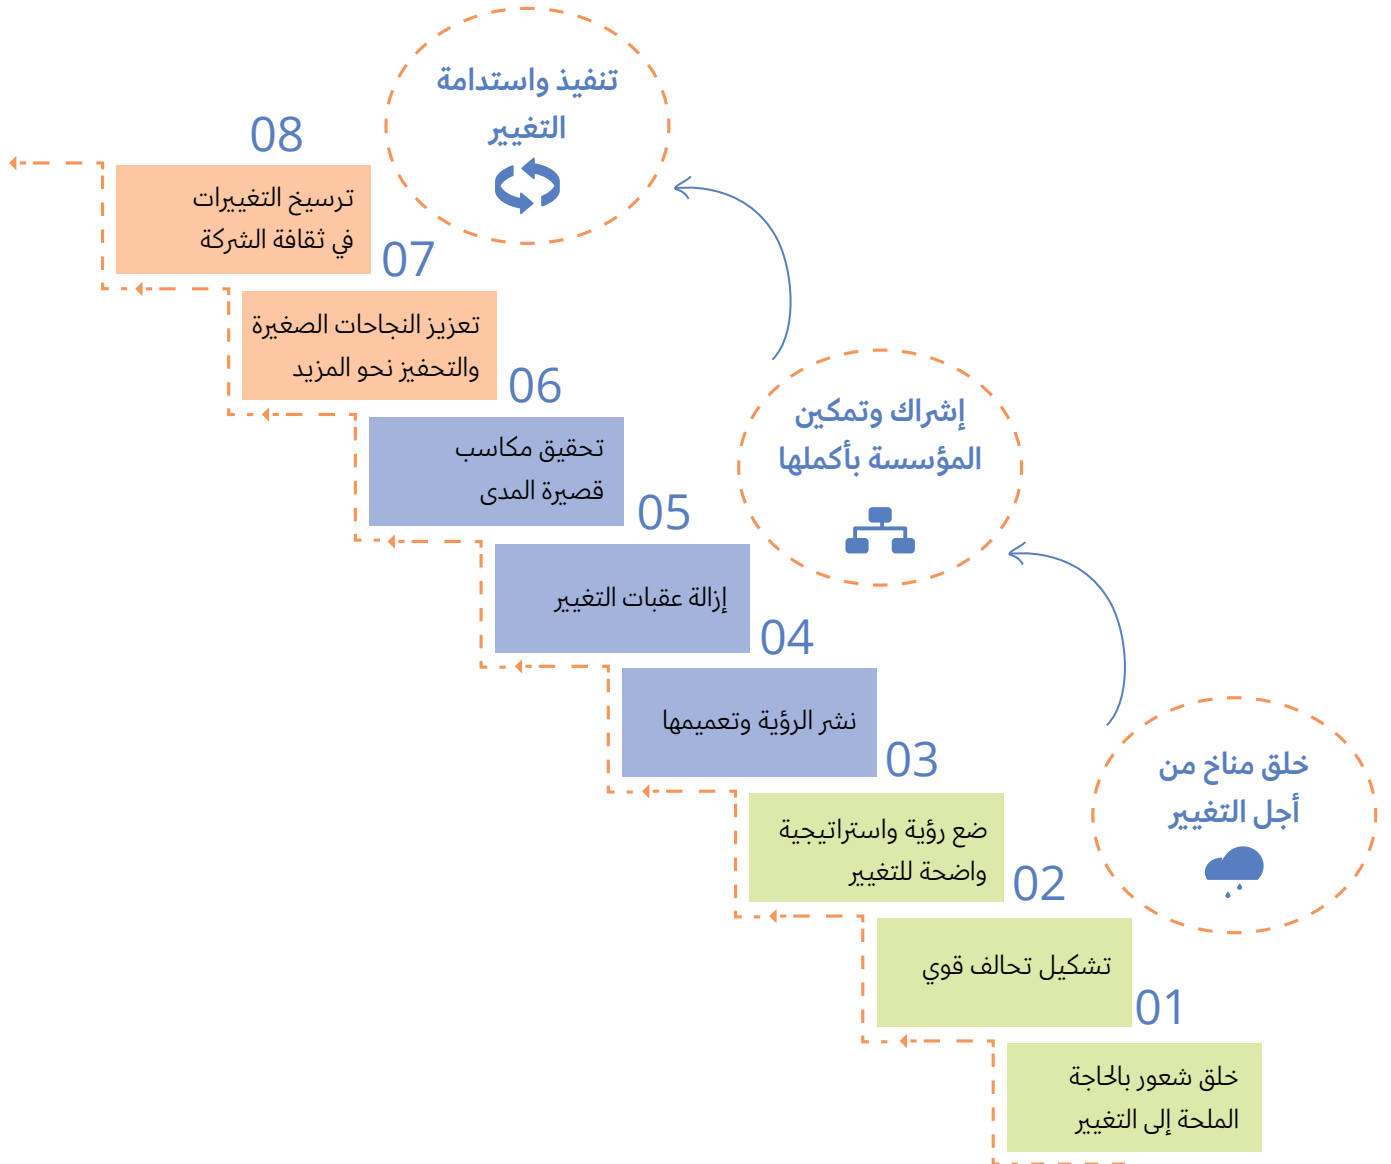 تنفيذ واستدامة
التغيير
08
ترسيخ التغييرات
في ثقافة الشركة
07
تعزيز النجاحات الصغيرة
والتحفيز نحو المزيد
06
تحقيق مكاسب
قصيرة المدى
إشراك وتمكين
المؤسسة بأكملها
05
إزالة عقبات التغيير
04
نشر الرؤية وتعميمها
03
ضع رؤية واستراتيجية
واضحة للتغيير
خلق مناخ من
أجل التغيير
02
تشكيل تحالف قوي
01
خلق شعور بالحاجة
الملحة إلى التغيير